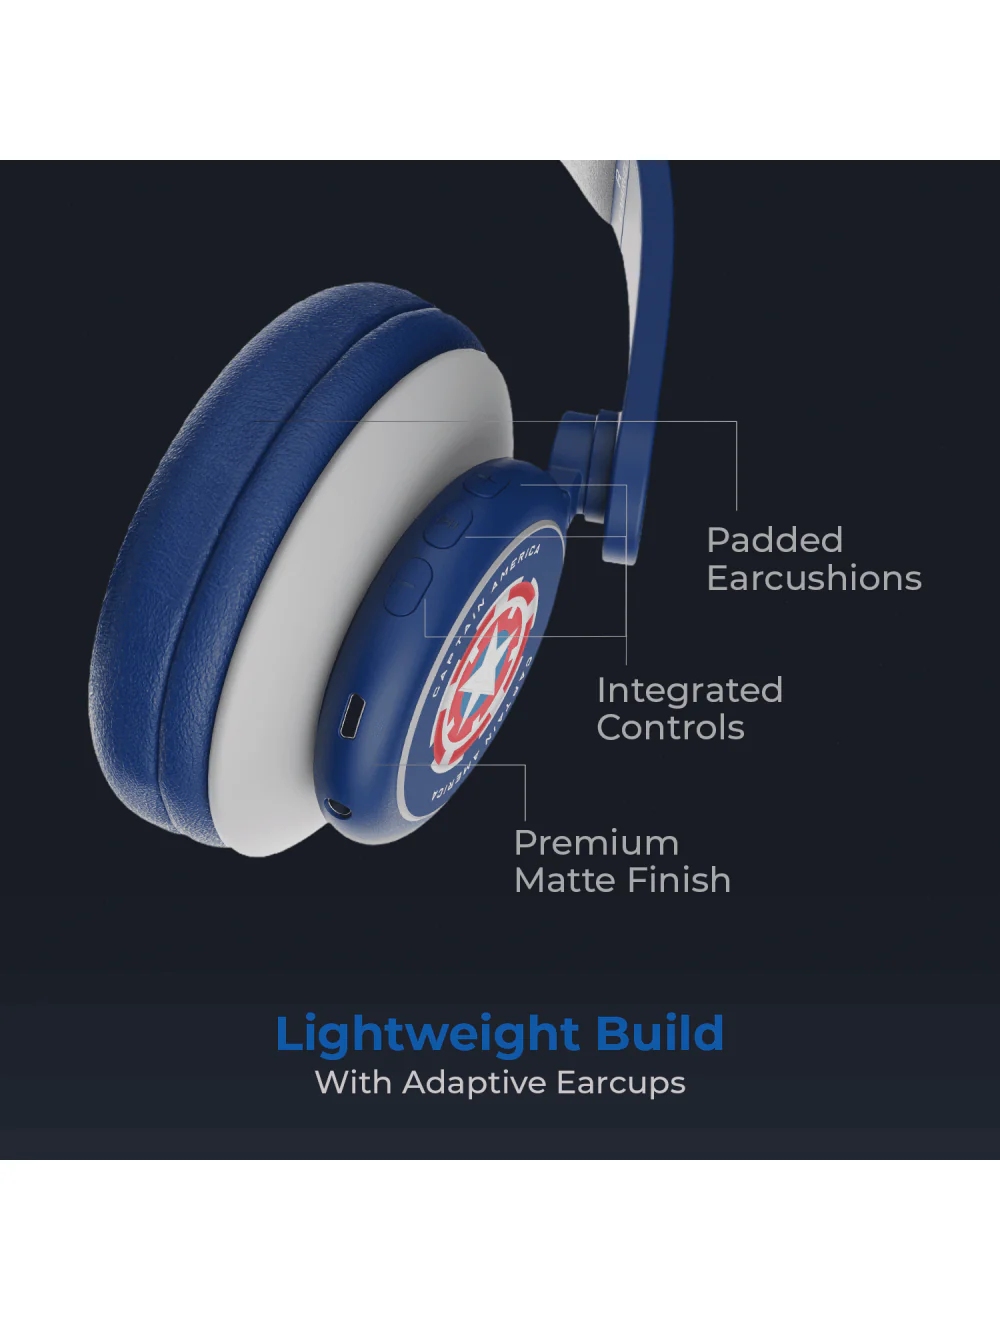 CAPTAIN AMERICA
CAPTAIN AMERICA
Padded
Earcushions
Integrated
Controls
Premium
Matte Finish
Lightweight Build
With Adaptive Earcups